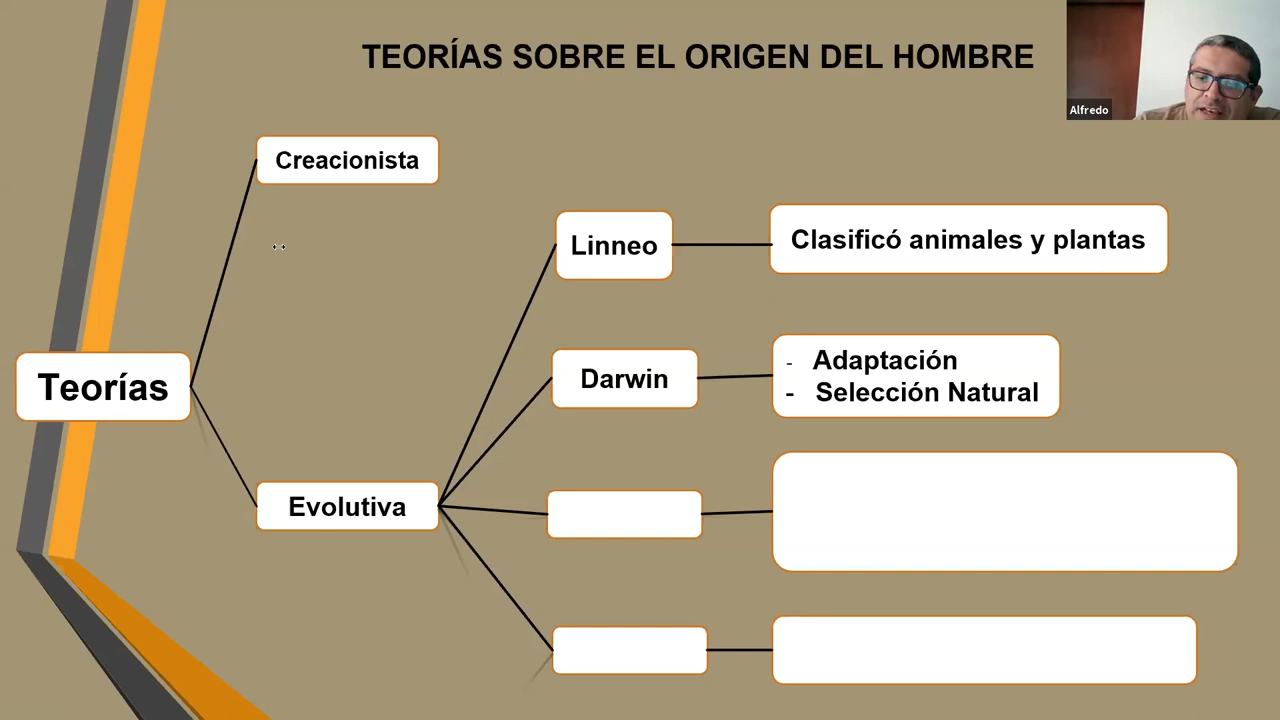 TEORÍAS SOBRE EL ORIGEN DEL HOMBRE
Alfredo
Creacionista
Linneo
Clasificó animales y plantas
Teorías
Darwin
- Adaptación
- Selección Natural
Evolutiva